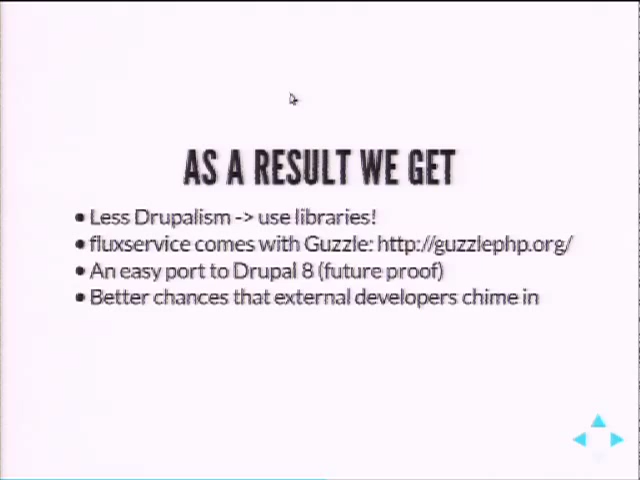 AS A RESULT WE GET
• Less Drupalism -> use libraries!
• fluxservice comes with Guzzle: http://guzzlephp.org/
• An easy port to Drupal 8 (future proof)
• Better chances that external developers chime in